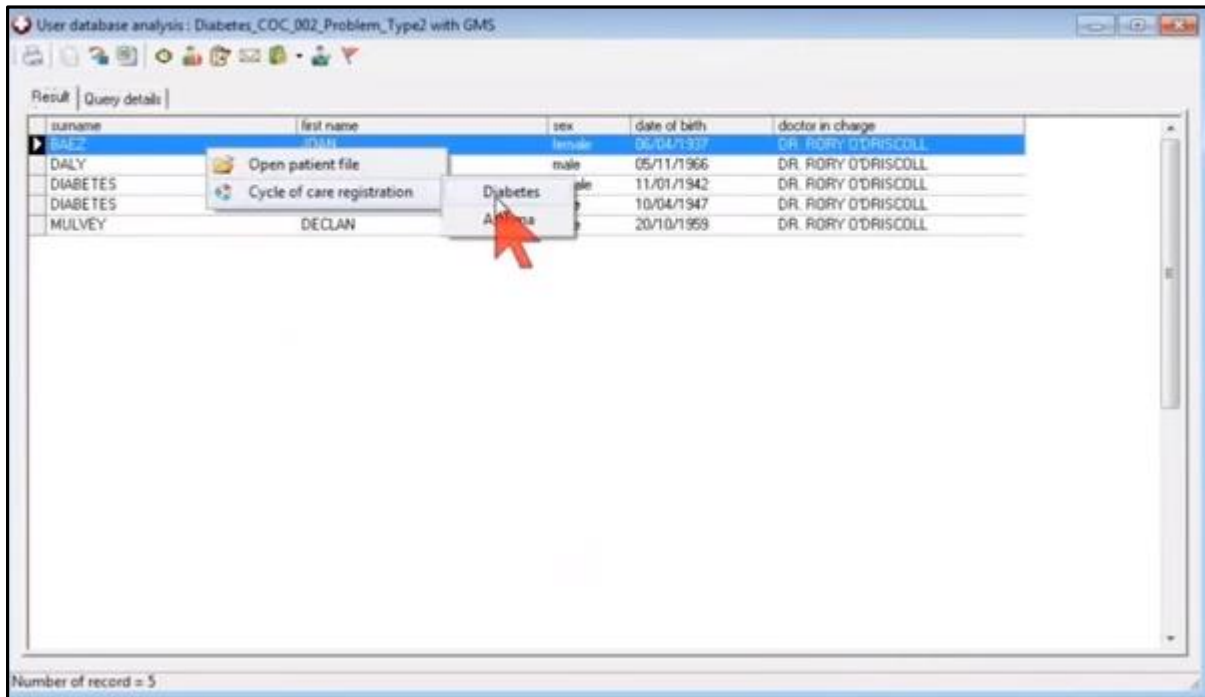 User database analysis : Diabetes_COC_002_Problem_Type2 with GMS
Result Query details
surname first name sex date of birth doctor in charge
BAEZ JOAN female 06/04/1937 DR. RORY O'DRISCOLL
DALY Open patient file male 05/11/1966 DR. RORY O'DRISCOLL
DIABETES Cycle of care registration Diabetes 11/01/1942 DR. RORY O'DRISCOLL
DIABETES 10/04/1947 DR. RORY O'DRISCOLL
MULVEY DECLAN 20/10/1959 DR. RORY O'DRISCOLL
Number of record = 5